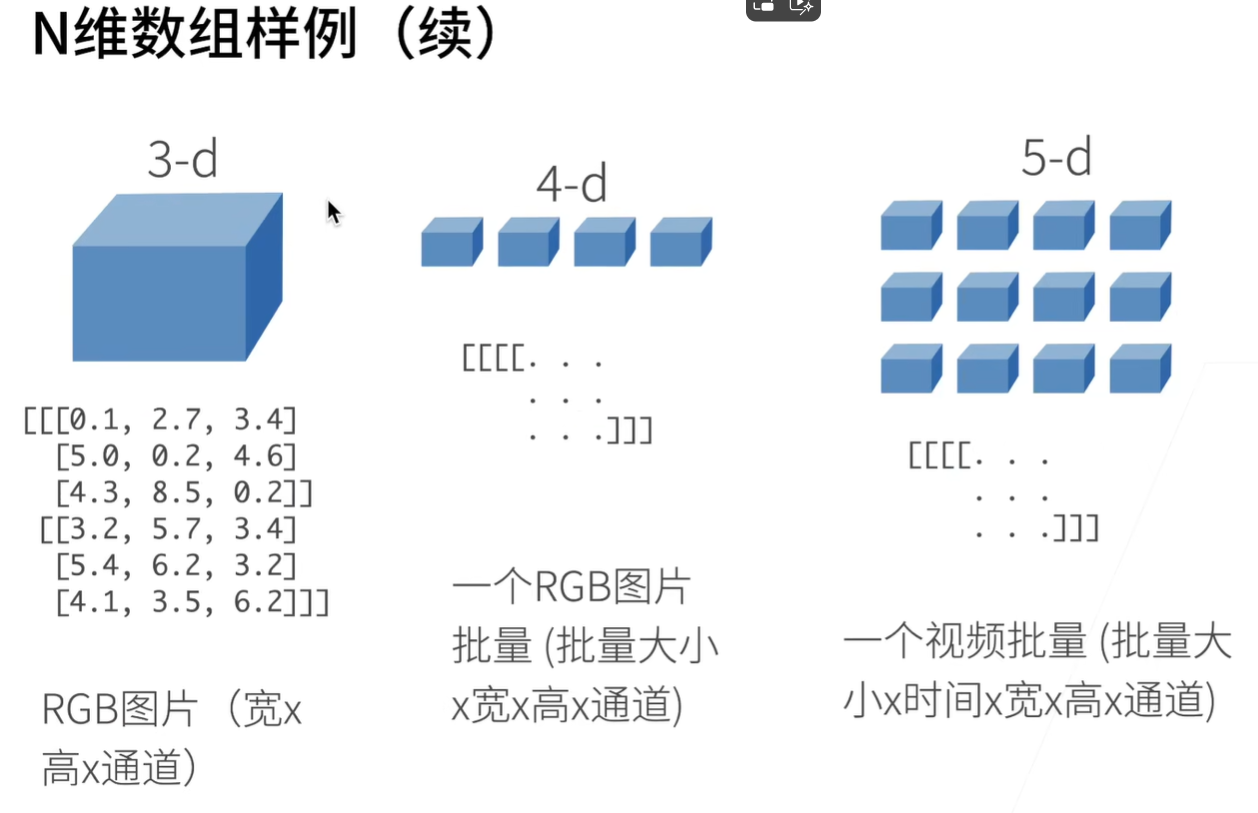 N维数组样例（续）
3-d
[[[0.1, 2.7, 3.4]
[5.0, 0.2, 4.6]
[4.3, 8.5, 0.2]]
[[3.2, 5.7, 3.4]
[5.4, 6.2, 3.2]
[4.1, 3.5, 6.2]]]
RGB图片（宽x
高x通道）
4-d
[[[[. . .
. . .
. . .]]]
一个RGB图片
批量 (批量大小
x宽x高x通道)
5-d
[[[[. . .
. . .
. . .]]]
一个视频批量 (批量大
小x时间x宽x高x通道)